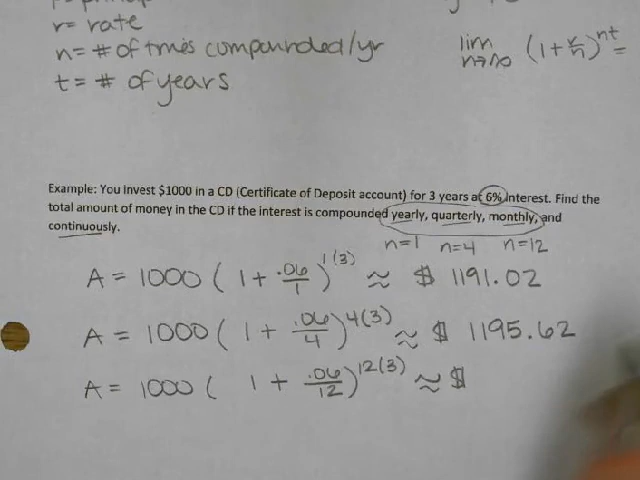 r = rate
n = # of times compounded/yr
lim n→∞ (1 + r/n)^nt =
t = # of years
Example: You invest $1000 in a CD (Certificate of Deposit account) for 3 years at 6% interest. Find the
total amount of money in the CD if the interest is compounded yearly, quarterly, monthly, and
continuously.
n=1 n=4 n=12
A = 1000 ( 1 + .06/1 )^1(3) ≈ $ 1191.02
A = 1000 ( 1 + .06/4 )^4(3) ≈ $ 1195.62
A = 1000 ( 1 + .06/12 )^12(3) ≈ $